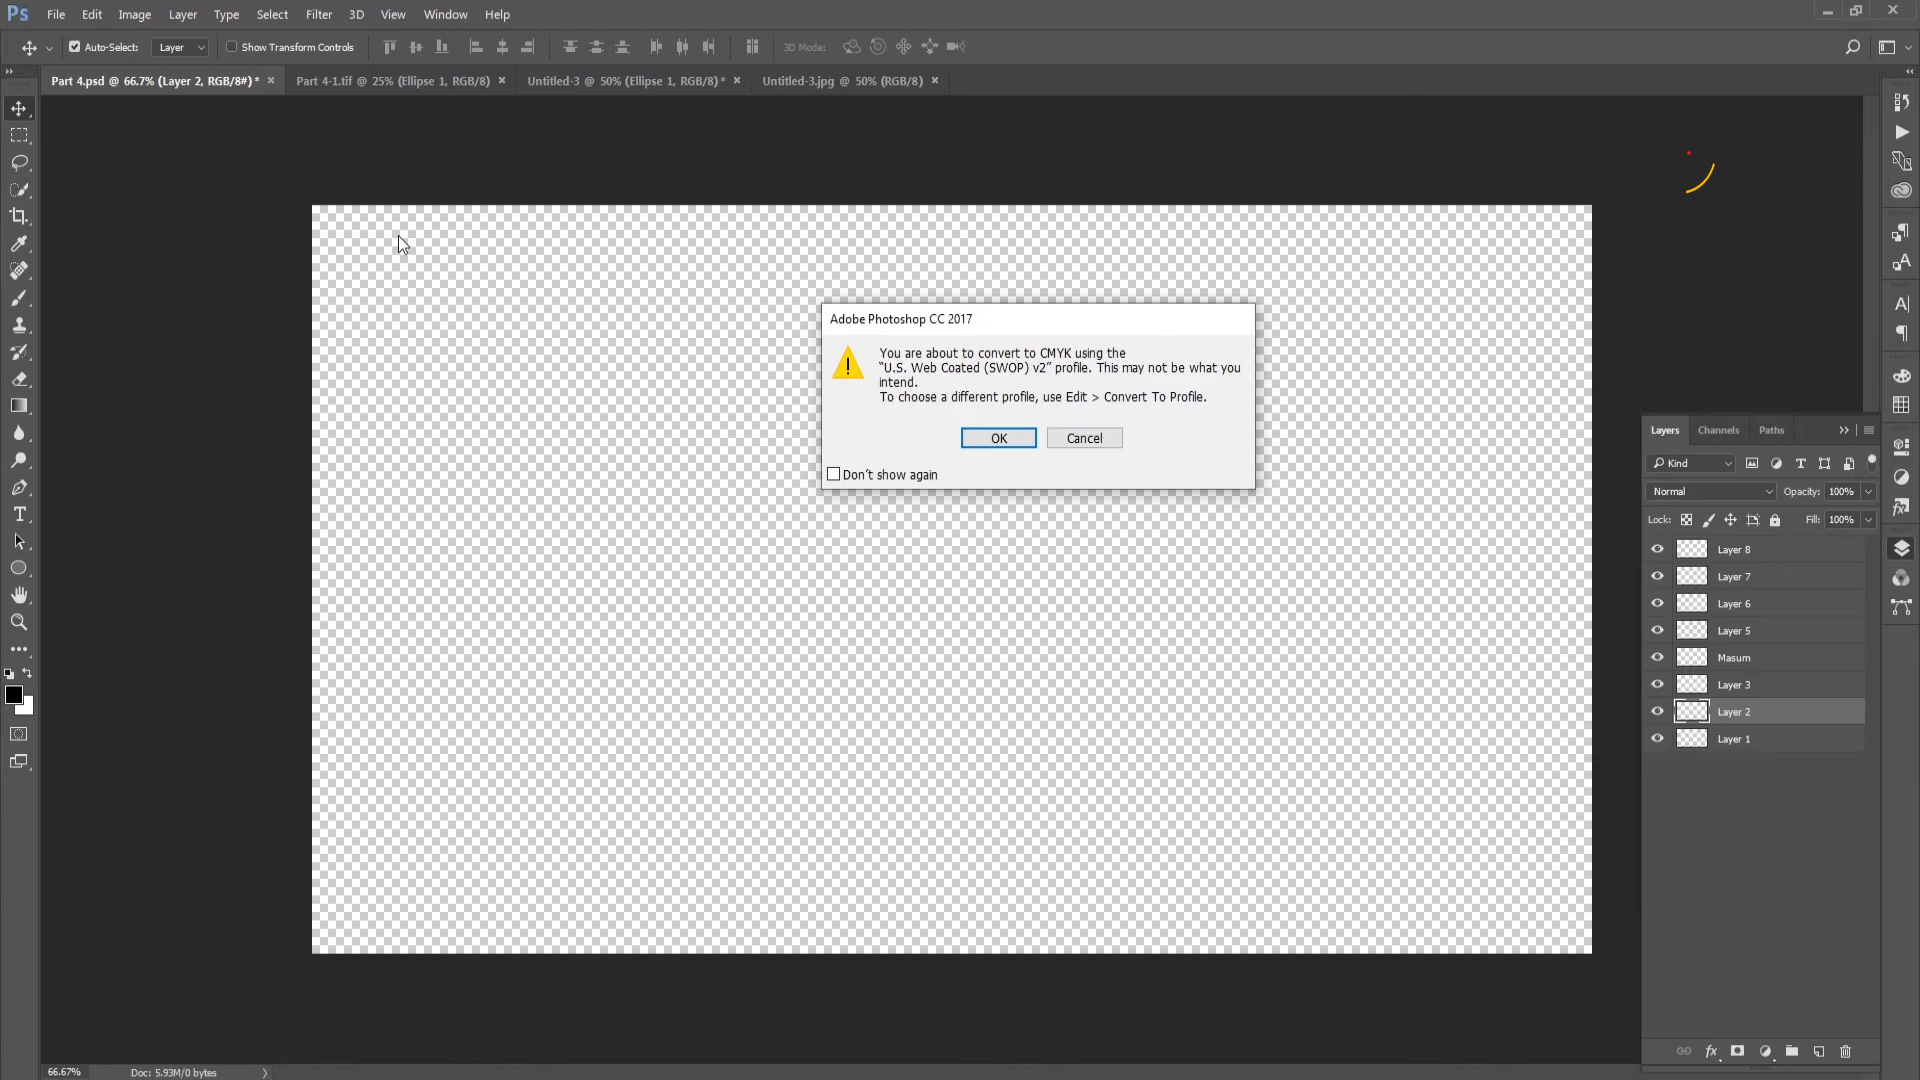 Ps File Edit Image Layer Type Select Filter 3D View Window Help
Auto-Select: Layer Show Transform Controls 3D Mode:
Part 4.psd @ 66.7% (Layer 2, RGB/8#) * × Part 4-1.tif @ 25% (Ellipse 1, RGB/8) × Untitled-3 @ 50% (Ellipse 1, RGB/8) * × Untitled-3.jpg @ 50% (RGB/8) ×
Adobe Photoshop CC 2017
You are about to convert to CMYK using the
“U.S. Web Coated (SWOP) v2” profile. This may not be what you
intend.
To choose a different profile, use Edit > Convert To Profile.
OK Cancel
Don’t show again
Layers Channels Paths
Kind
Normal Opacity: 100%
Lock: Fill: 100%
Layer 8
Layer 7
Layer 6
Layer 5
Masum
Layer 3
Layer 2
Layer 1
fx
66.67% Doc: 5.93M/0 bytes